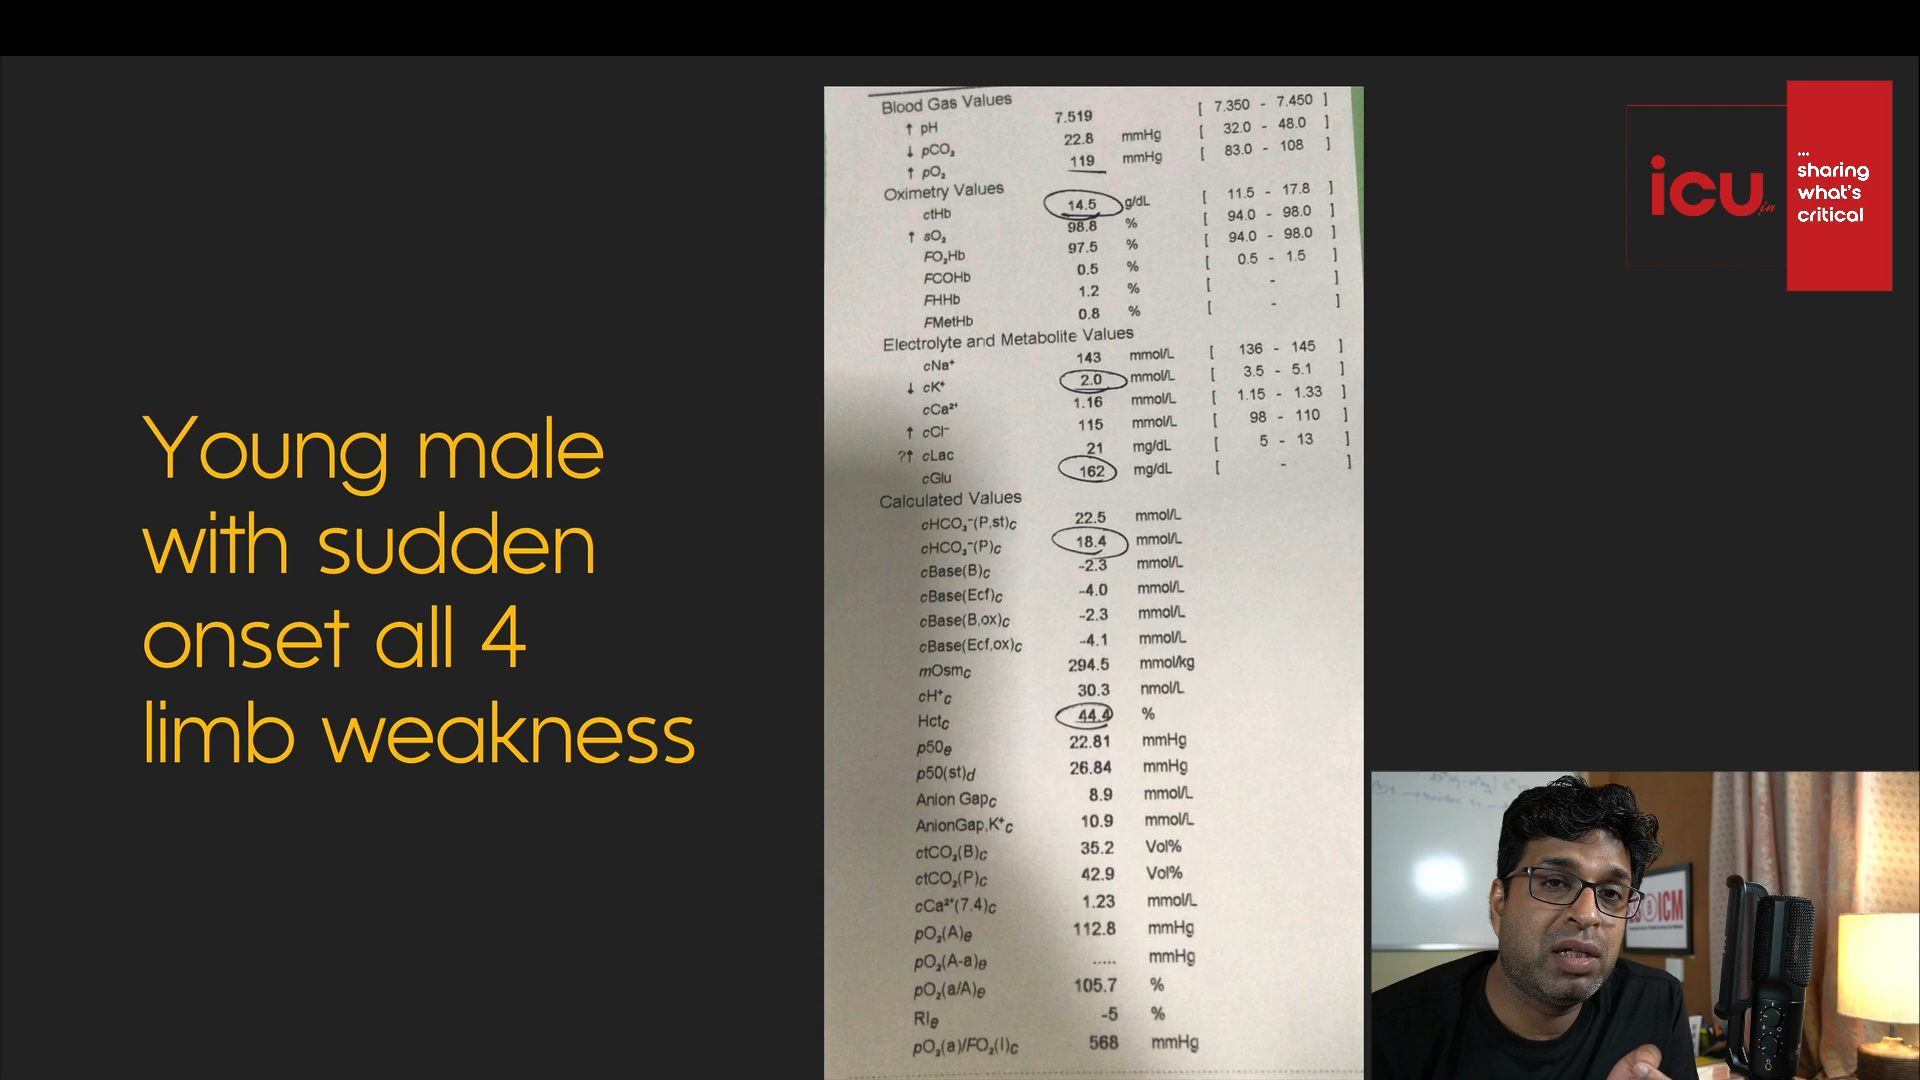 Young male
with sudden
onset all 4
limb weakness
Blood Gas Values
↑ pH 7.519 [ 7.350 - 7.450 ]
↓ pCO₂ 22.8 mmHg [ 32.0 - 48.0 ]
↑ pO₂ 119 mmHg [ 83.0 - 108 ]
Oximetry Values
ctHb 14.5 g/dL [ 11.5 - 17.8 ]
↑ sO₂ 98.8 % [ 94.0 - 98.0 ]
FO₂Hb 97.5 % [ 94.0 - 98.0 ]
FCOHb 0.5 % [ 0.5 - 1.5 ]
FHHb 1.2 % [ - ]
FMetHb 0.8 % [ - ]
Electrolyte and Metabolite Values
cNa⁺ 143 mmol/L [ 136 - 145 ]
↓ cK⁺ 2.0 mmol/L [ 3.5 - 5.1 ]
cCa²⁺ 1.16 mmol/L [ 1.15 - 1.33 ]
↑ cCl⁻ 115 mmol/L [ 98 - 110 ]
?↑ cLac 21 mg/dL [ 5 - 13 ]
cGlu 162 mg/dL [ - ]
Calculated Values
cHCO₃⁻(P,st)c 22.5 mmol/L
cHCO₃⁻(P)c 18.4 mmol/L
cBase(B)c -2.3 mmol/L
cBase(Ecf)c -4.0 mmol/L
cBase(B,ox)c -2.3 mmol/L
cBase(Ecf,ox)c -4.1 mmol/L
mOsmc 294.5 mmol/kg
cH⁺c 30.3 nmol/L
Hctc 44.4 %
p50e 22.81 mmHg
p50(st)d 26.84 mmHg
Anion Gapc 8.9 mmol/L
AnionGap,K⁺c 10.9 mmol/L
ctCO₂(B)c 35.2 Vol%
ctCO₂(P)c 42.9 Vol%
cCa²⁺(7.4)c 1.23 mmol/L
pO₂(A)e 112.8 mmHg
pO₂(A-a)e ..... mmHg
pO₂(a/A)e 105.7 %
RIe -5 %
pO₂(a)/FO₂(I)c 568 mmHg
icu.in
...
sharing
what's
critical
ICM